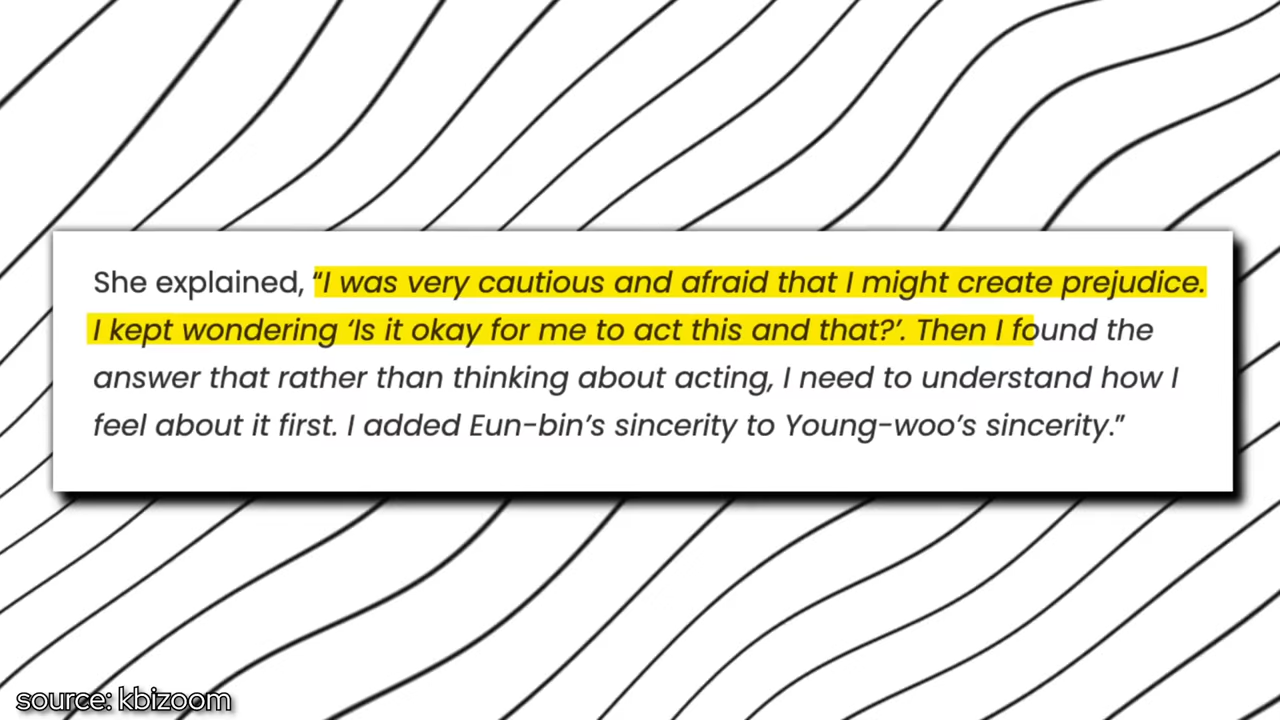 She explained, “I was very cautious and afraid that I might create prejudice.
I kept wondering ‘Is it okay for me to act this and that?’. Then I found the
answer that rather than thinking about acting, I need to understand how I
feel about it first. I added Eun-bin’s sincerity to Young-woo’s sincerity.”
source: kbizoom